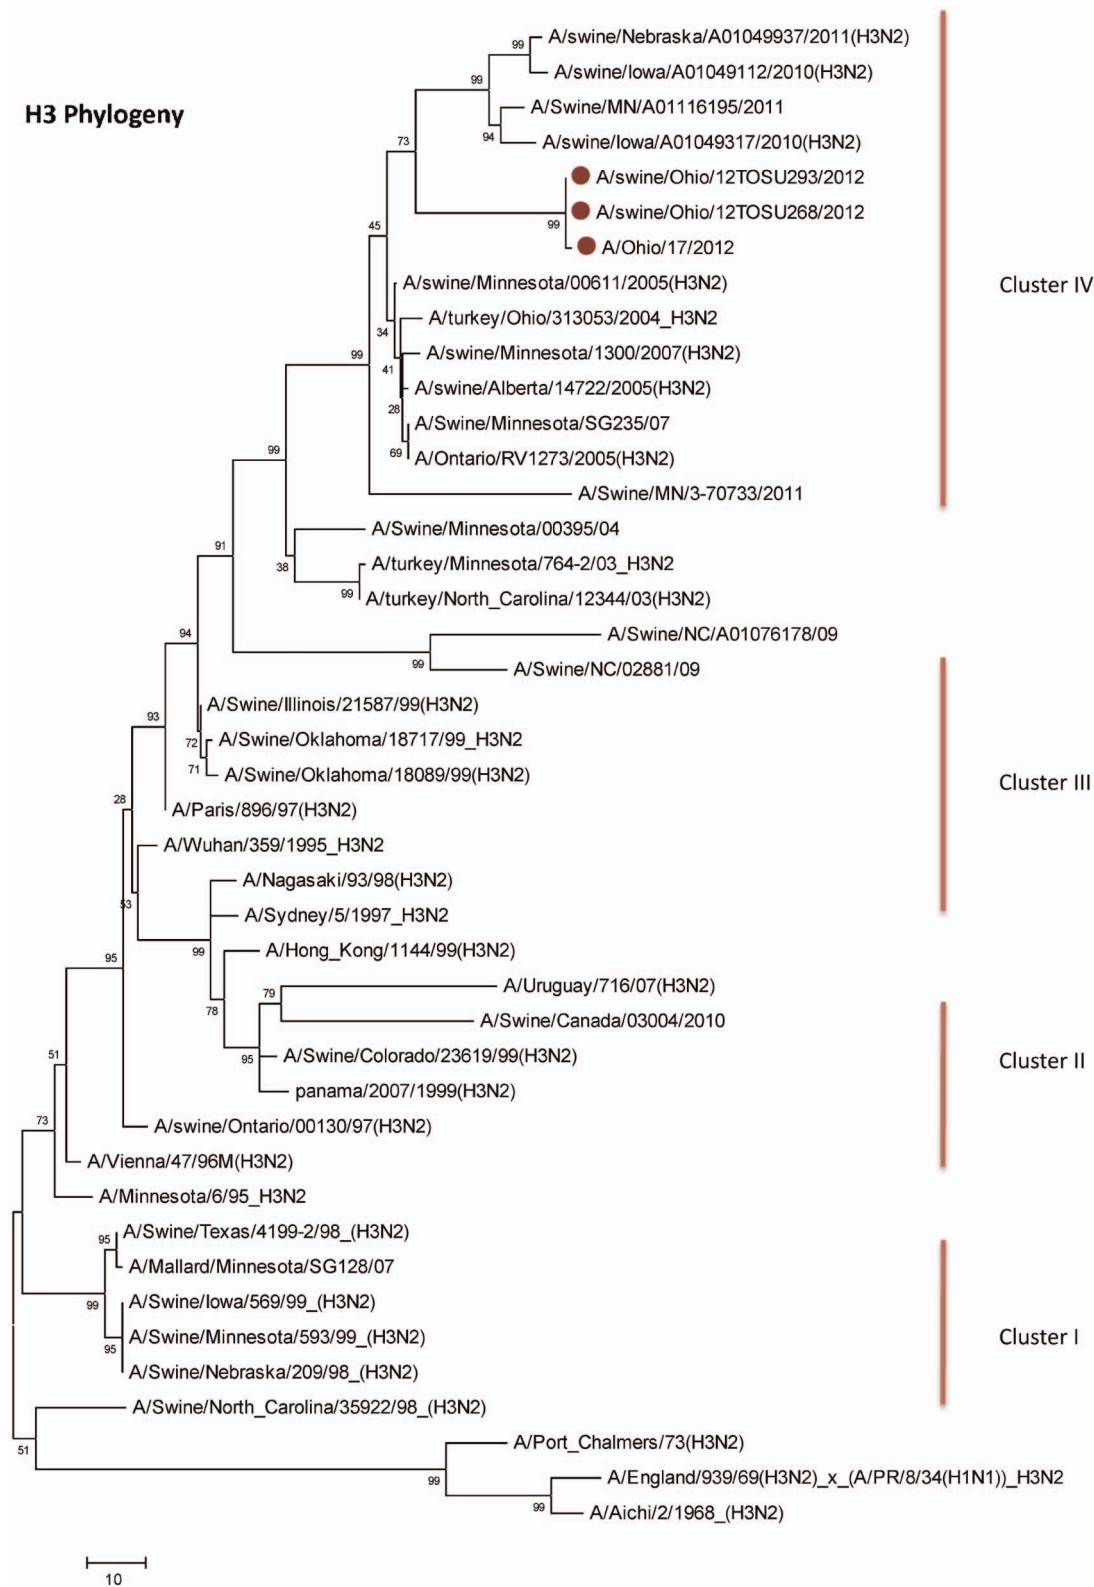 H3 Phylogeny
99
A/swine/Nebraska/A01049937/2011(H3N2)
A/swine/Iowa/A01049112/2010(H3N2)
99
A/Swine/MN/A01116195/2011
94
A/swine/Iowa/A01049317/2010(H3N2)
73
A/swine/Ohio/12TOSU293/2012
A/swine/Ohio/12TOSU268/2012
99
A/Ohio/17/2012
45
A/swine/Minnesota/00611/2005(H3N2)
Cluster IV
A/turkey/Ohio/313053/2004_H3N2
34
A/swine/Minnesota/1300/2007(H3N2)
99
41
A/swine/Alberta/14722/2005(H3N2)
28
A/Swine/Minnesota/SG235/07
69
A/Ontario/RV1273/2005(H3N2)
99
A/Swine/MN/3-70733/2011
A/Swine/Minnesota/00395/04
91
38
A/turkey/Minnesota/764-2/03_H3N2
99
A/turkey/North_Carolina/12344/03(H3N2)
94
A/Swine/NC/A01076178/09
99
A/Swine/NC/02881/09
A/Swine/Illinois/21587/99(H3N2)
93
72
A/Swine/Oklahoma/18717/99_H3N2
71
A/Swine/Oklahoma/18089/99(H3N2)
Cluster III
28
A/Paris/896/97(H3N2)
A/Wuhan/359/1995_H3N2
A/Nagasaki/93/98(H3N2)
53
A/Sydney/5/1997_H3N2
99
A/Hong_Kong/1144/99(H3N2)
95
79
A/Uruguay/716/07(H3N2)
78
A/Swine/Canada/03004/2010
95
A/Swine/Colorado/23619/99(H3N2)
Cluster II
51
panama/2007/1999(H3N2)
73
A/swine/Ontario/00130/97(H3N2)
A/Vienna/47/96M(H3N2)
A/Minnesota/6/95_H3N2
95
A/Swine/Texas/4199-2/98_(H3N2)
A/Mallard/Minnesota/SG128/07
99
A/Swine/Iowa/569/99_(H3N2)
95
A/Swine/Minnesota/593/99_(H3N2)
Cluster I
A/Swine/Nebraska/209/98_(H3N2)
A/Swine/North_Carolina/35922/98_(H3N2)
51
A/Port_Chalmers/73(H3N2)
99
A/England/939/69(H3N2)_x_(A/PR/8/34(H1N1))_H3N2
99
A/Aichi/2/1968_(H3N2)
10